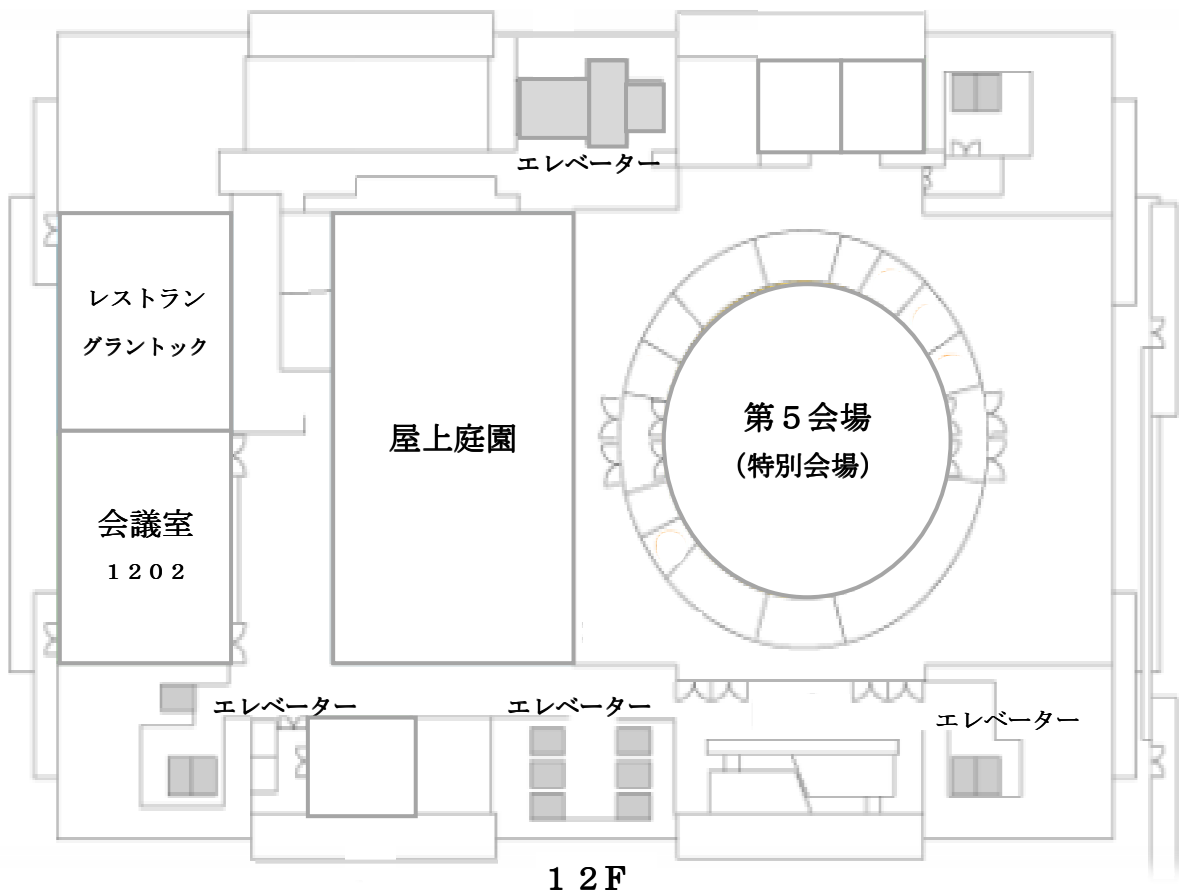 エレベーター
レストラン
グラントック
屋上庭園
第５会場
（特別会場）
会議室
１２０２
エレベーター
エレベーター
エレベーター
１２F